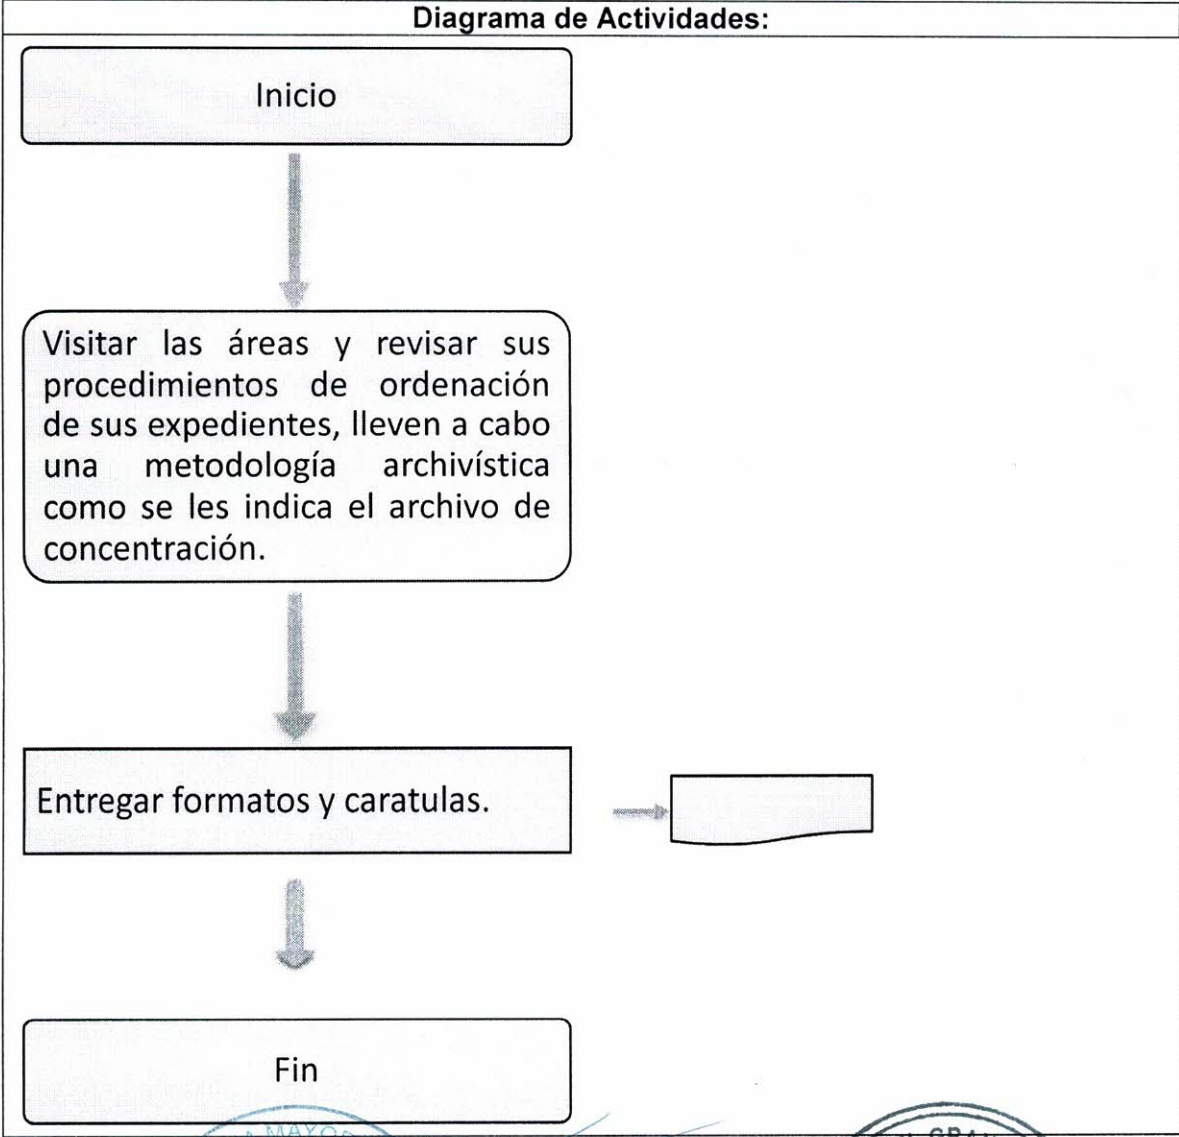 Diagrama de Actividades:
Inicio
Visitar las áreas y revisar sus
procedimientos de ordenación
de sus expedientes, lleven a cabo
una metodología archivística
como se les indica el archivo de
concentración.
Entregar formatos y caratulas.
Fin